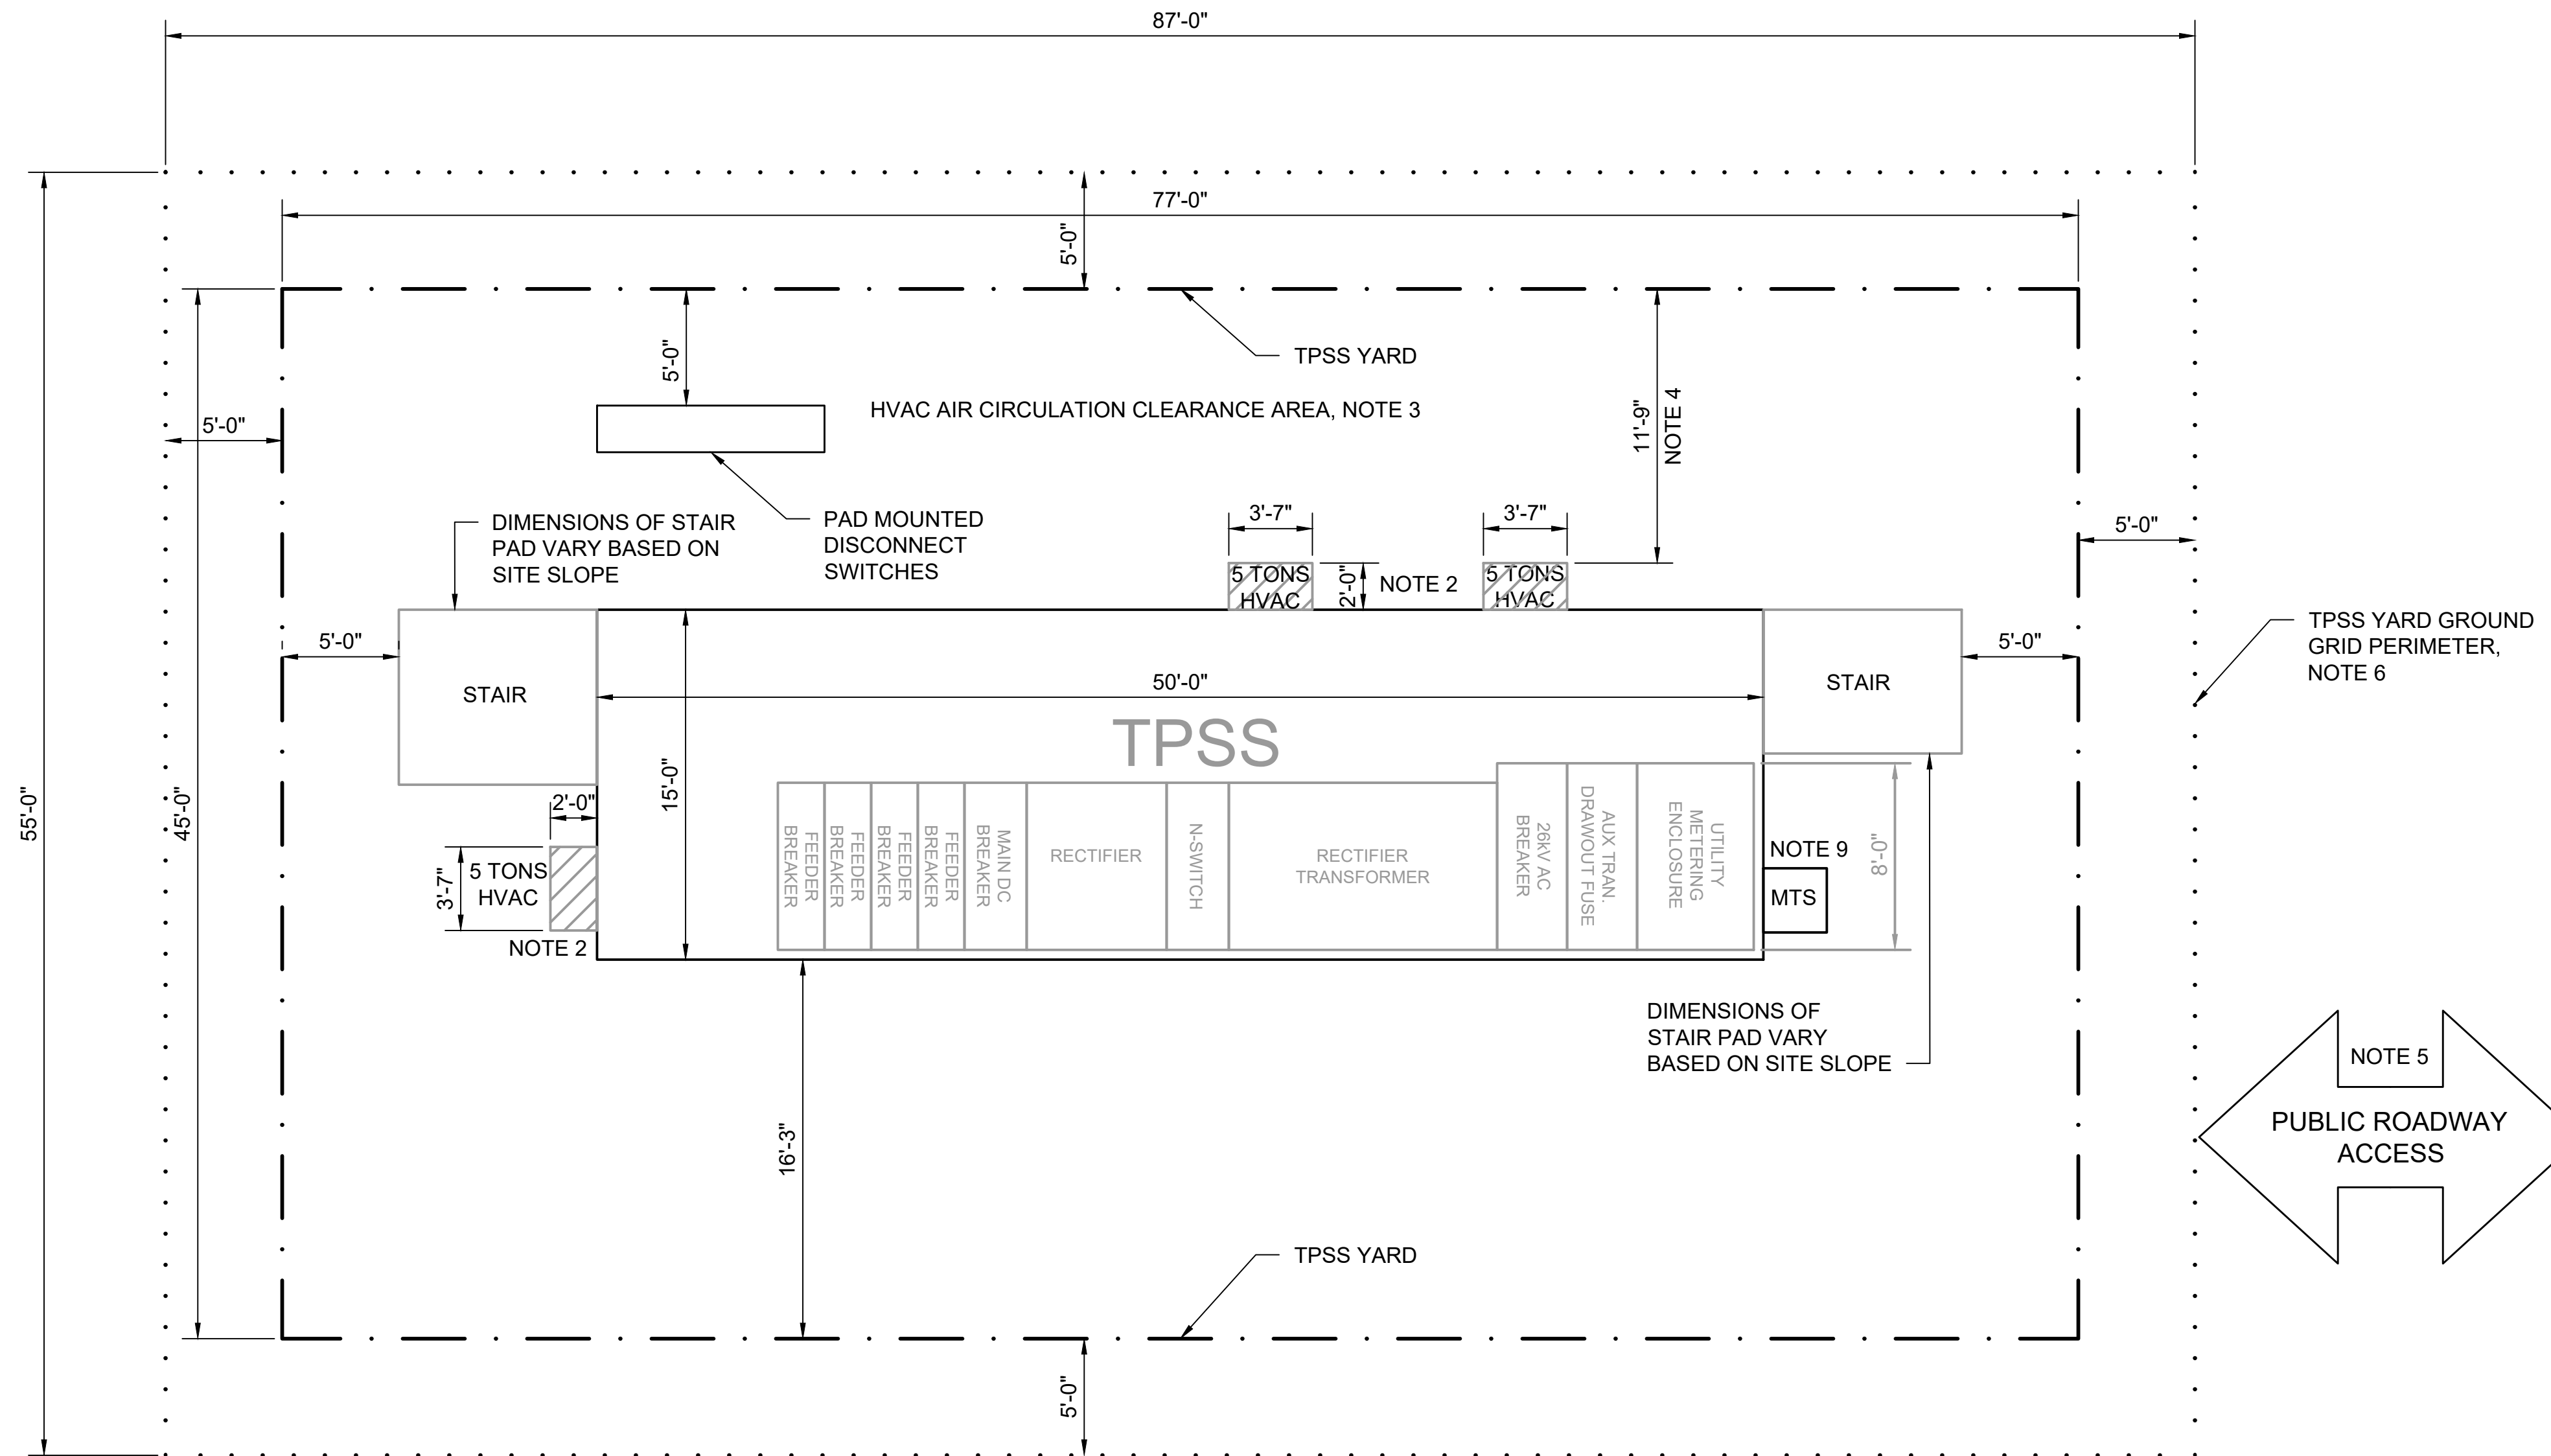 87'-0"
77'-0"
5'-0"
5'-0"
TPSS YARD
HVAC AIR CIRCULATION CLEARANCE AREA, NOTE 3
11'-9"
NOTE 4
5'-0"
DIMENSIONS OF STAIR
PAD VARY BASED ON
SITE SLOPE
PAD MOUNTED
DISCONNECT
SWITCHES
3'-7"
3'-7"
5'-0"
5 TONS
HVAC
2'-0"
NOTE 2
5 TONS
HVAC
TPSS YARD GROUND
GRID PERIMETER,
NOTE 6
5'-0"
STAIR
50'-0"
STAIR
5'-0"
TPSS
15'-0"
55'-0"
45'-0"
2'-0"
3'-7"
5 TONS
HVAC
NOTE 2
FEEDER
BREAKER
FEEDER
BREAKER
FEEDER
BREAKER
FEEDER
BREAKER
MAIN DC
BREAKER
RECTIFIER
N-SWITCH
RECTIFIER
TRANSFORMER
26kV AC
BREAKER
AUX TRAN.
DRAWOUT FUSE
UTILITY
METERING
ENCLOSURE
NOTE 9
MTS
8'-0"
DIMENSIONS OF
STAIR PAD VARY
BASED ON SITE SLOPE
NOTE 5
PUBLIC ROADWAY
ACCESS
16'-3"
TPSS YARD
5'-0"